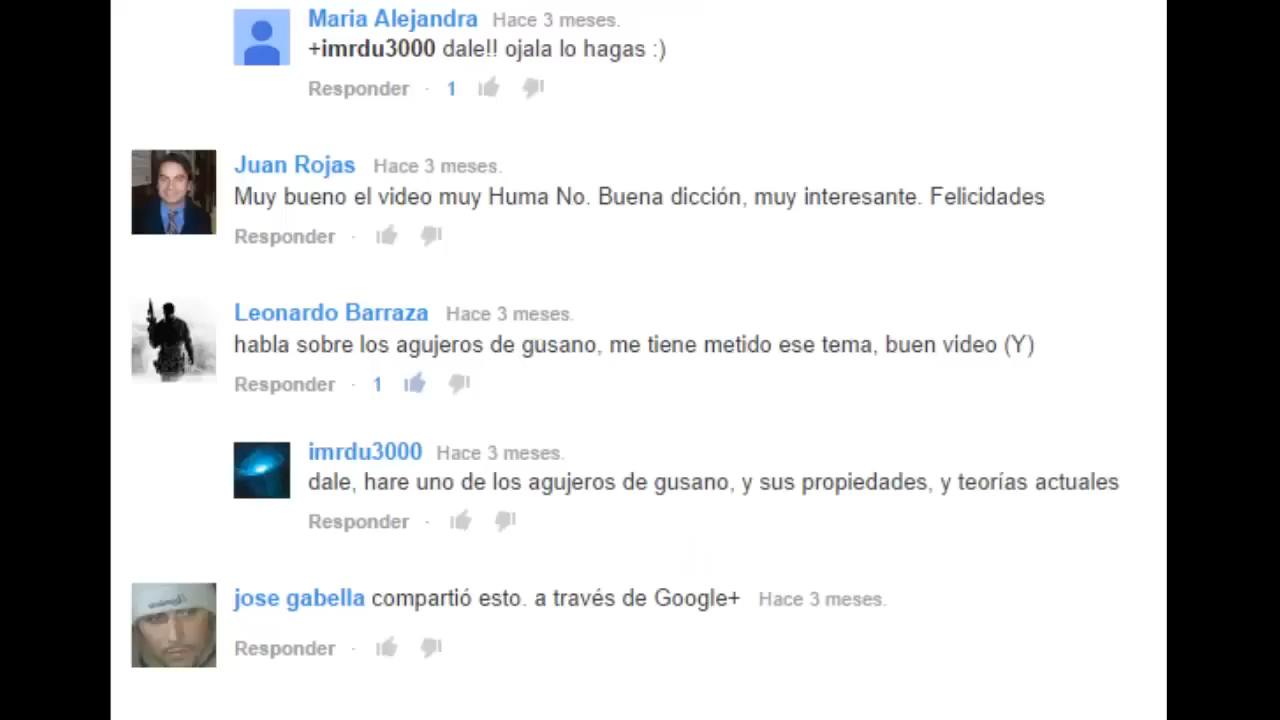 Maria Alejandra Hace 3 meses.
+imrdu3000 dale!! ojala lo hagas :)
Responder · 1
Juan Rojas Hace 3 meses.
Muy bueno el video muy Huma No. Buena dicción, muy interesante. Felicidades
Responder ·
Leonardo Barraza Hace 3 meses.
habla sobre los agujeros de gusano, me tiene metido ese tema, buen video (Y)
Responder · 1
imrdu3000 Hace 3 meses.
dale, hare uno de los agujeros de gusano, y sus propiedades, y teorías actuales
Responder ·
jose gabella compartió esto. a través de Google+ Hace 3 meses.
Responder ·